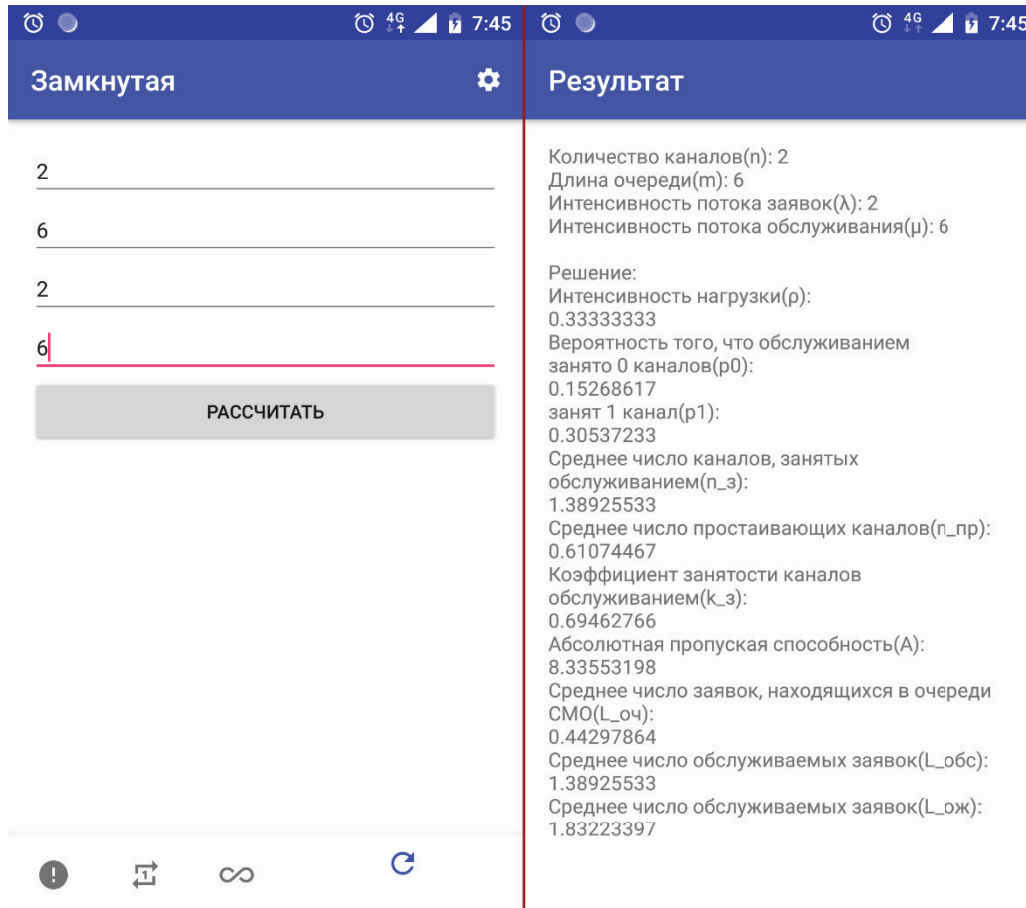 4G 7:45
Замкнутая
2
6
2
6
РАССЧИТАТЬ
1
4G 7:45
Результат
Количество каналов(n): 2
Длина очереди(m): 6
Интенсивность потока заявок(λ): 2
Интенсивность потока обслуживания(μ): 6
Решение:
Интенсивность нагрузки(ρ):
0.33333333
Вероятность того, что обслуживанием
занято 0 каналов(p0):
0.15268617
занят 1 канал(p1):
0.30537233
Среднее число каналов, занятых
обслуживанием(n_з):
1.38925533
Среднее число простаивающих каналов(n_пр):
0.61074467
Коэффициент занятости каналов
обслуживанием(k_з):
0.69462766
Абсолютная пропуская способность(A):
8.33553198
Среднее число заявок, находящихся в очереди
СМО(L_оч):
0.44297864
Среднее число обслуживаемых заявок(L_обс):
1.38925533
Среднее число обслуживаемых заявок(L_ож):
1.83223397